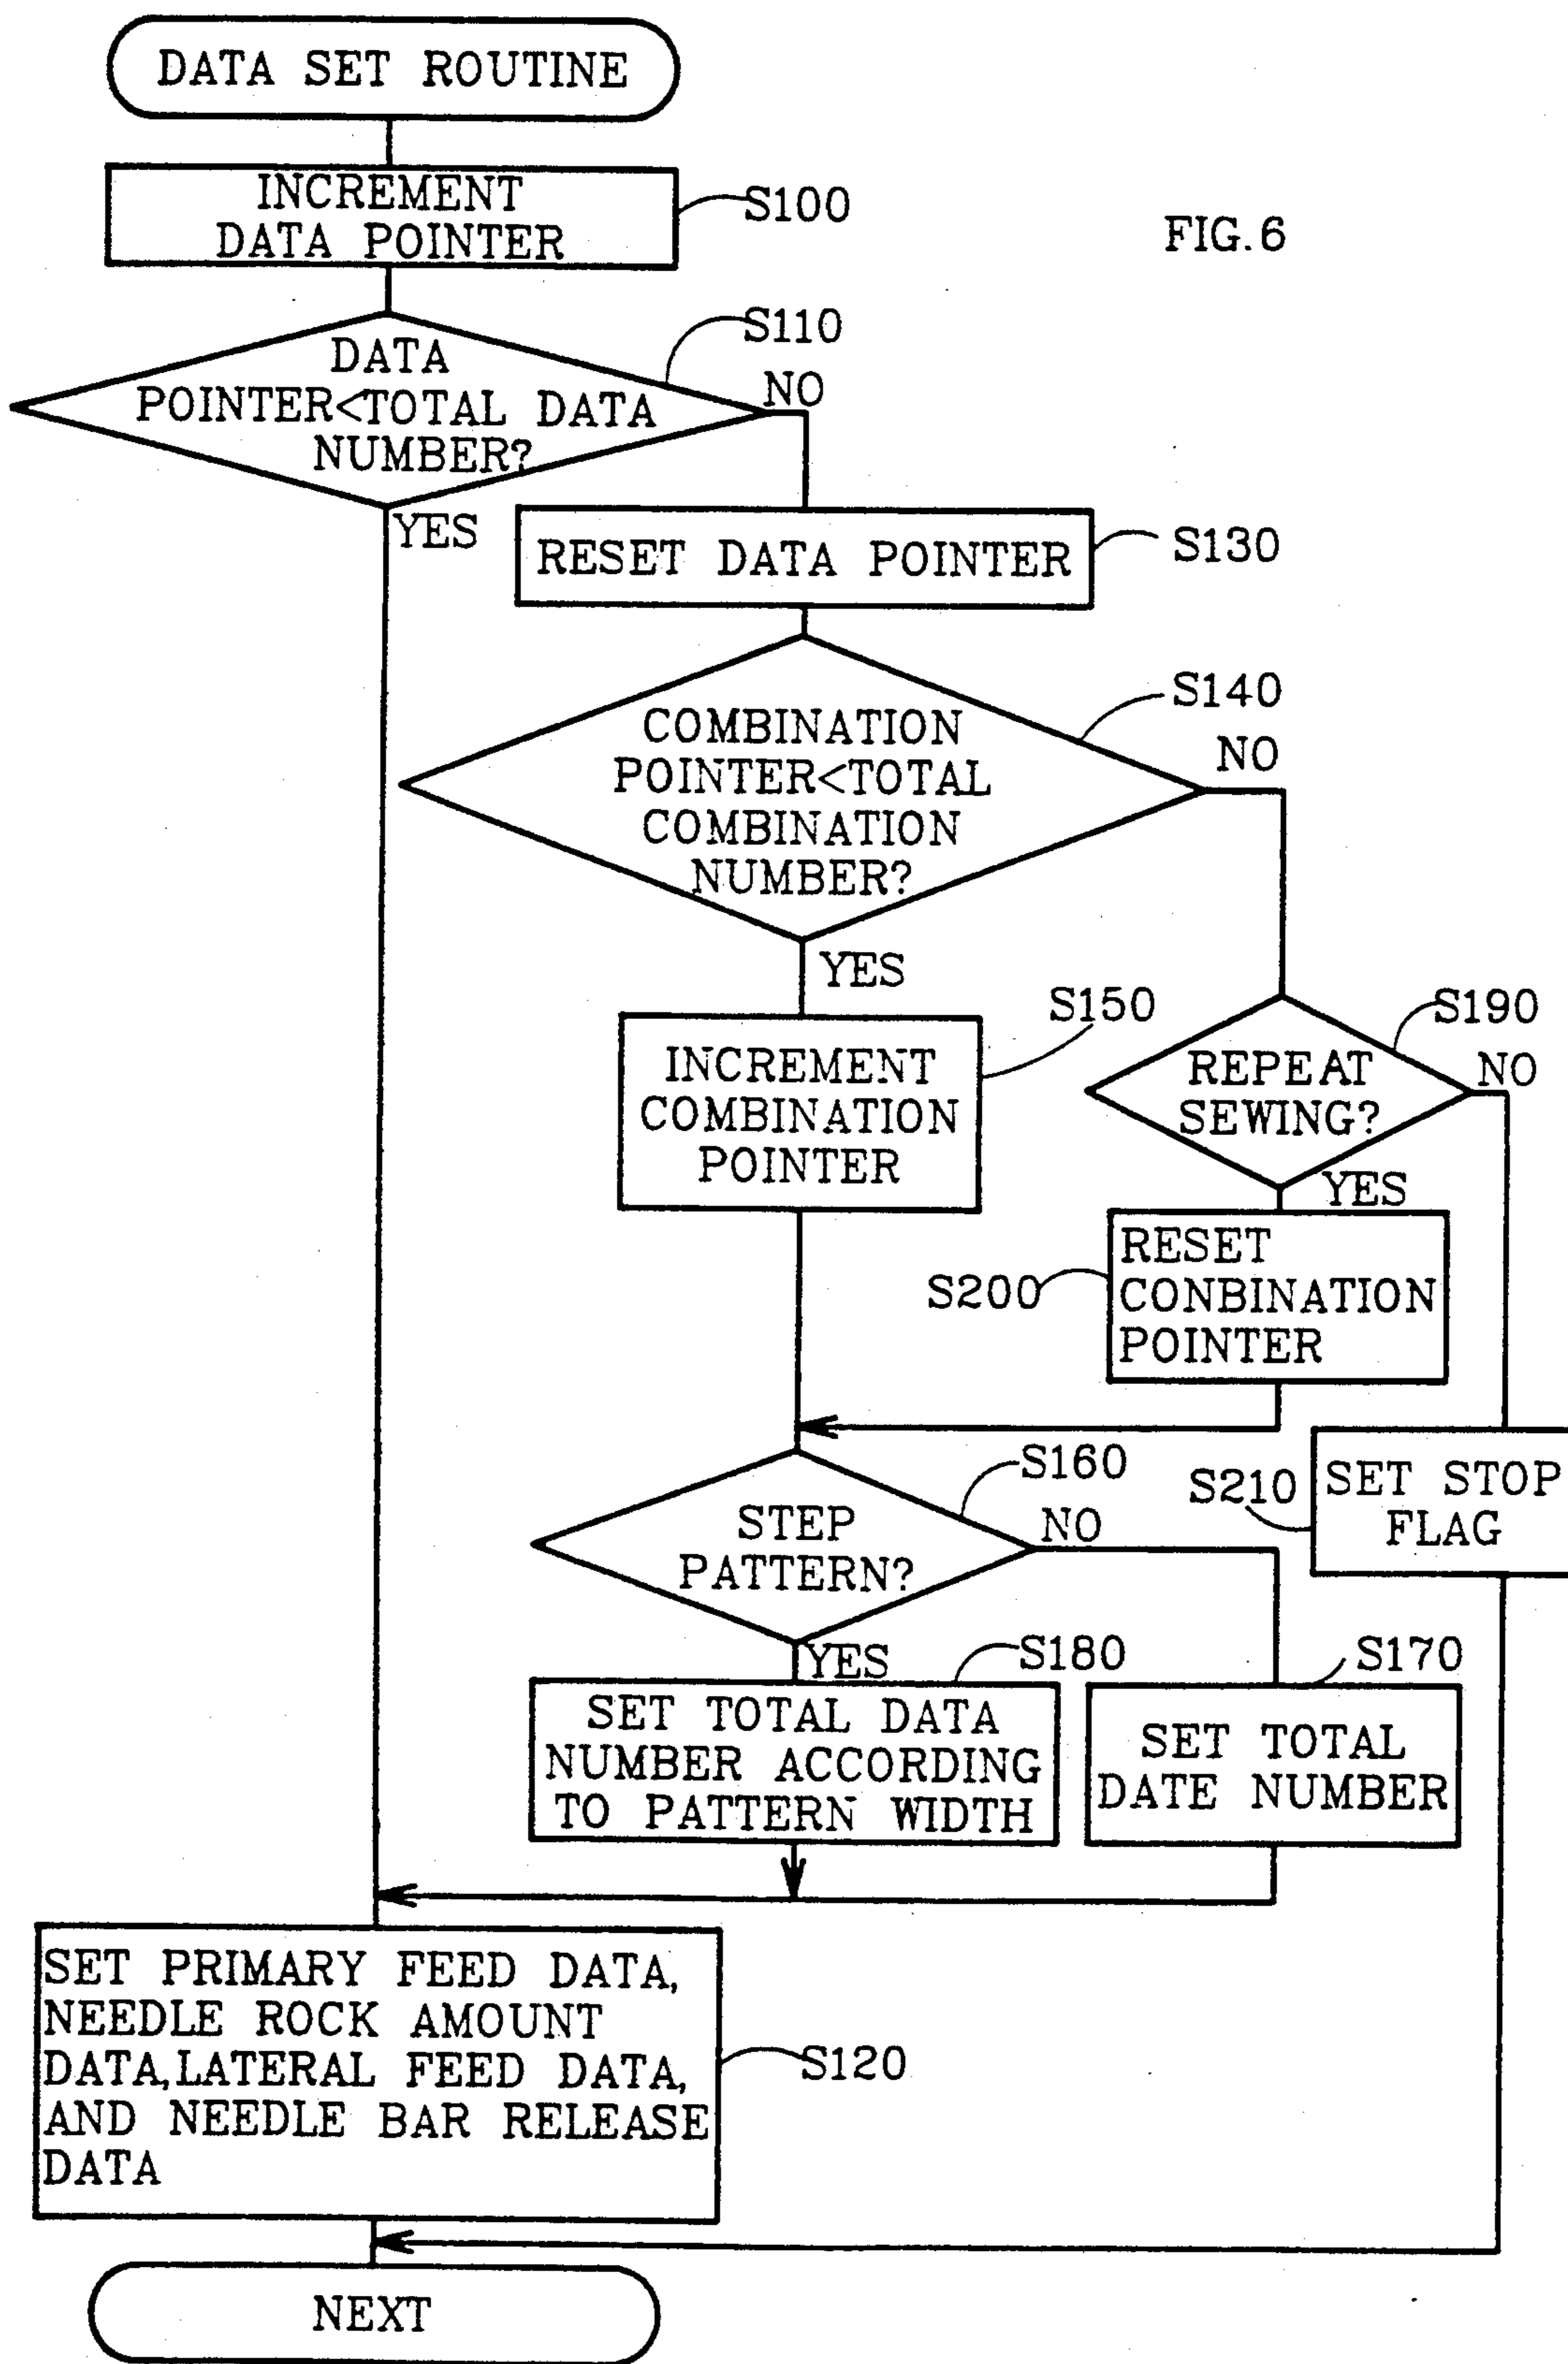 DATA SET ROUTINE
INCREMENT
DATA POINTER
S100
FIG.6
S110
DATA
POINTER<TOTAL DATA
NUMBER?
NO
YES
RESET DATA POINTER
S130
S140
COMBINATION
POINTER<TOTAL
COMBINATION
NUMBER?
NO
YES
S150
INCREMENT
COMBINATION
POINTER
S190
REPEAT
SEWING?
NO
YES
S200
RESET
CONBINATION
POINTER
S160
STEP
PATTERN?
NO
YES
S210
SET STOP
FLAG
S180
SET TOTAL DATA
NUMBER ACCORDING
TO PATTERN WIDTH
S170
SET TOTAL
DATE NUMBER
SET PRIMARY FEED DATA,
NEEDLE ROCK AMOUNT
DATA,LATERAL FEED DATA,
AND NEEDLE BAR RELEASE
DATA
S120
NEXT